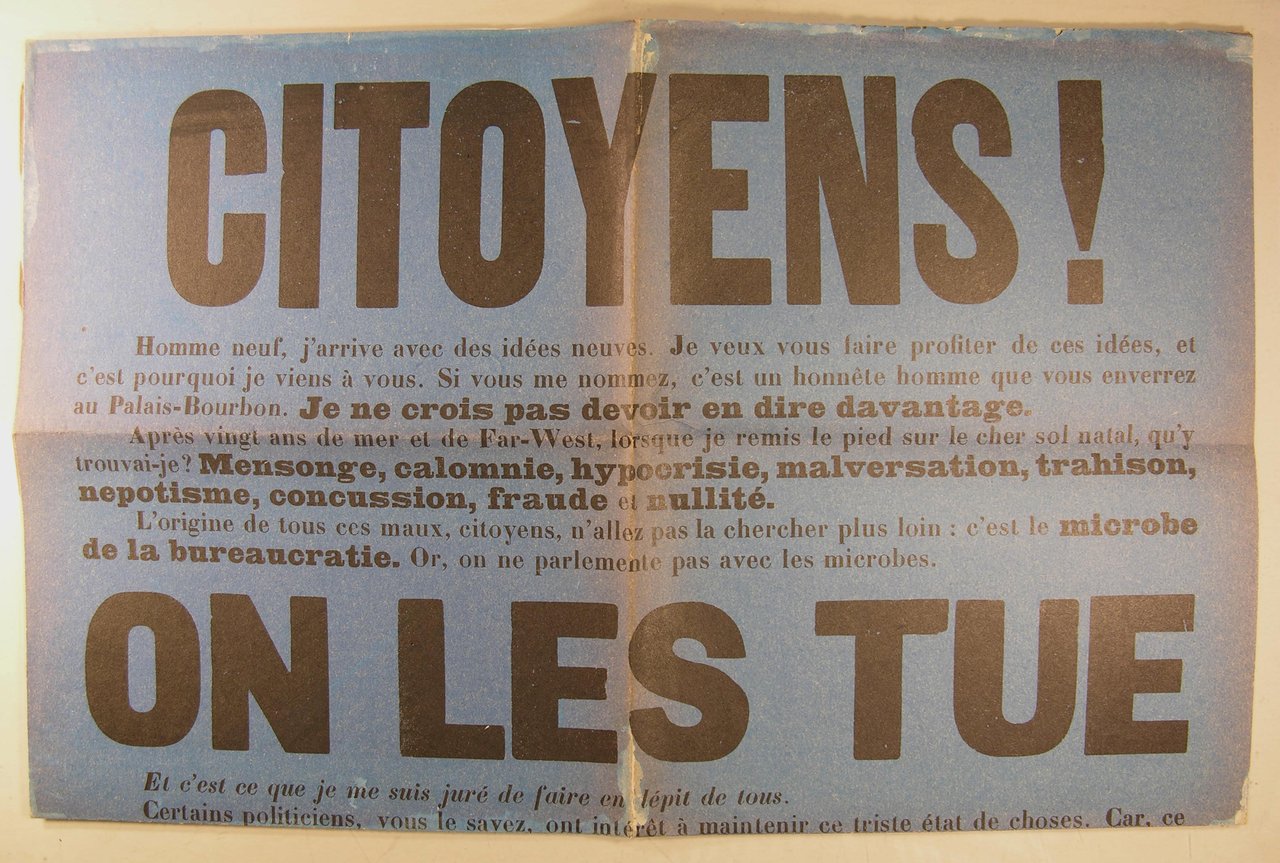 CITOYENS !
Homme neuf, j'arrive avec des idées neuves. Je veux vous faire profiter de ces idées, et
c'est pourquoi je viens à vous. Si vous me nommez, c'est un honnête homme que vous enverrez
au Palais-Bourbon. Je ne crois pas devoir en dire davantage.
Après vingt ans de mer et de Far-West, lorsque je remis le pied sur le cher sol natal, qu'y
trouvai-je ? Mensonge, calomnie, hypocrisie, malversation, trahison,
nepotisme, concussion, fraude et nullité.
L'origine de tous ces maux, citoyens, n'allez pas la chercher plus loin : c'est le microbe
de la bureaucratie. Or, on ne parlemente pas avec les microbes.
ON LES TUE
Et c'est ce que je me suis juré de faire en dépit de tous.
Certains politiciens, vous le savez, ont intérêt à maintenir ce triste état de choses. Car, ce